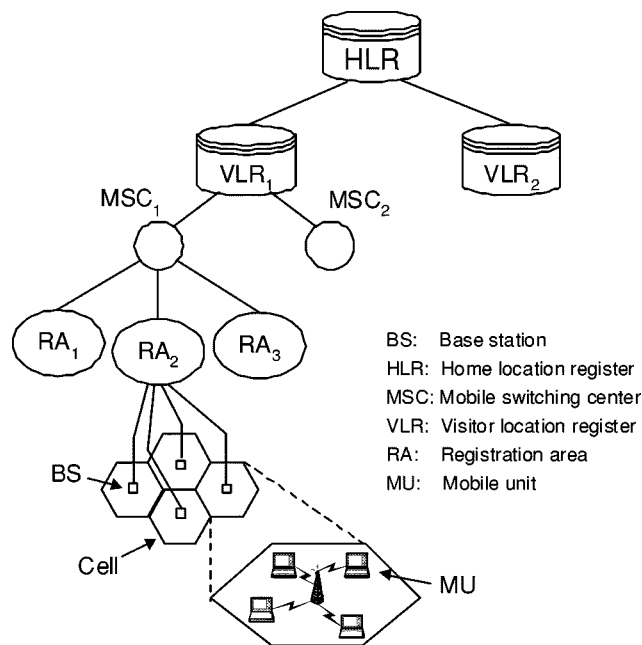 HLR
VLR1
VLR2
MSC1
MSC2
RA1
RA2
RA3
BS: Base station
HLR: Home location register
MSC: Mobile switching center
VLR: Visitor location register
RA: Registration area
MU: Mobile unit
BS
Cell
MU